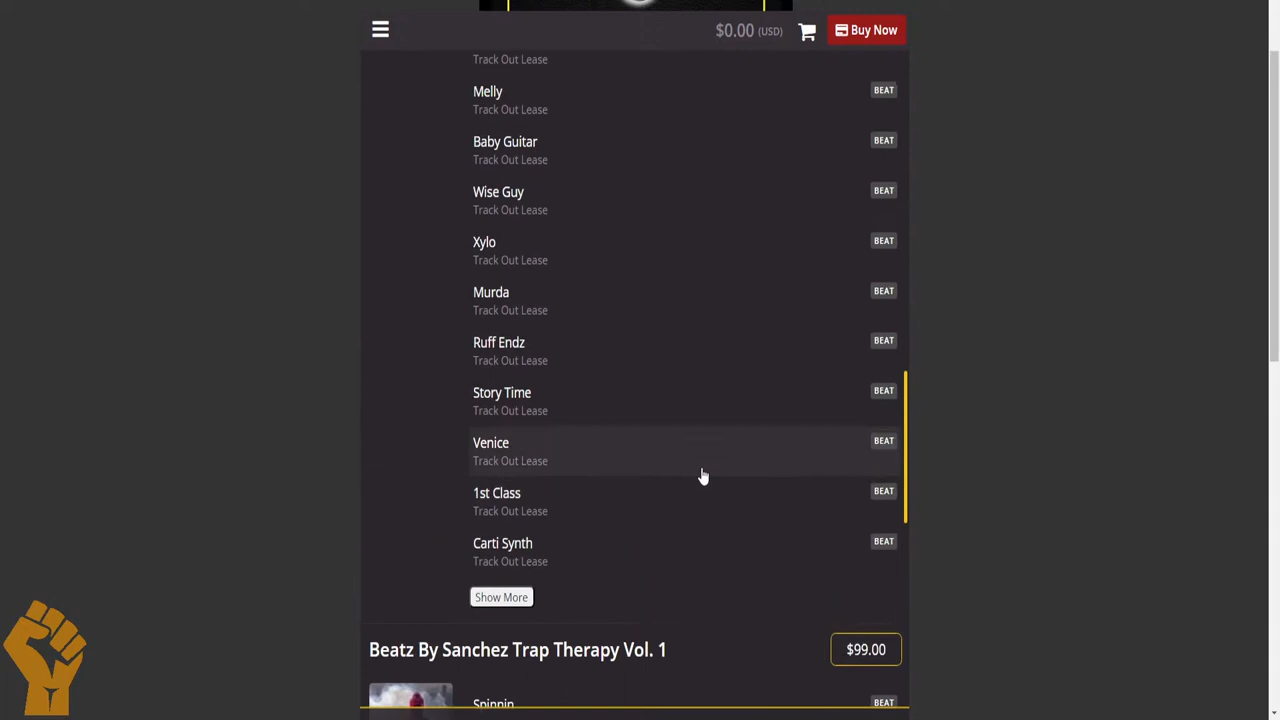 $0.00 (USD)
Buy Now
Track Out Lease
Melly
BEAT
Track Out Lease
Baby Guitar
BEAT
Track Out Lease
Wise Guy
BEAT
Track Out Lease
Xylo
BEAT
Track Out Lease
Murda
BEAT
Track Out Lease
Ruff Endz
BEAT
Track Out Lease
Story Time
BEAT
Track Out Lease
Venice
BEAT
Track Out Lease
1st Class
BEAT
Track Out Lease
Carti Synth
BEAT
Track Out Lease
Show More
Beatz By Sanchez Trap Therapy Vol. 1
$99.00
Spinnin
BEAT